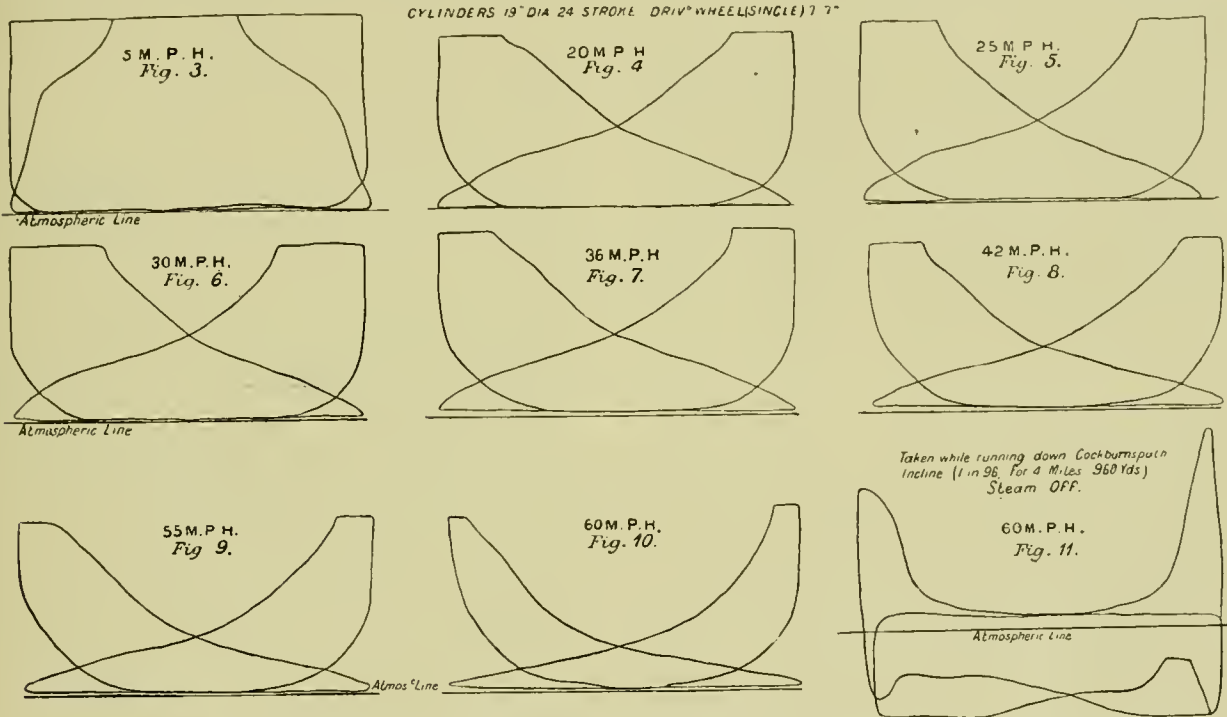 CYLINDERS 19" DIA 24 STROKE DRIVG WHEEL (SINGLE) 7' 7"
5 M. P. H.
Fig. 3.
Atmospheric Line
20 M P H
Fig. 4
25 M P H.
Fig. 5.
30 M.P.H.
Fig. 6.
Atmospheric Line
36 M.P.H
Fig. 7.
42 M.P.H.
Fig. 8.
55 M.P.H.
Fig 9.
Atmosc Line
60 M.P.H.
Fig. 10.
Taken while running down Cockburnspath
Incline (1 in 96, for 4 Miles 960 Yds)
Steam OFF.
60 M.P.H.
Fig. 11.
Atmospheric Line